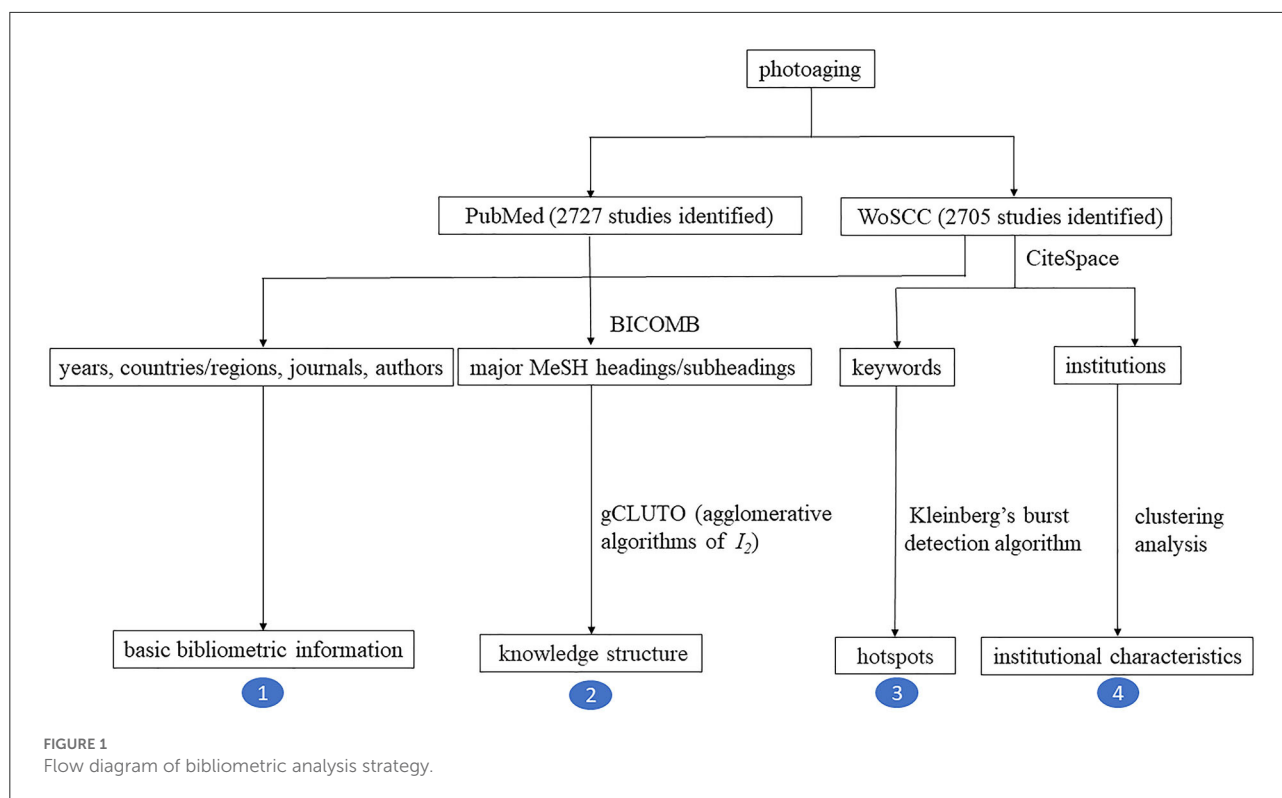 photoaging
PubMed (2727 studies identified)
WoSCC (2705 studies identified)
CiteSpace
BICOMB
years, countries/regions, journals, authors
major MeSH headings/subheadings
keywords
institutions
gCLUTO (agglomerative
algorithms of I2)
Kleinberg's burst
detection algorithm
clustering
analysis
basic bibliometric information
knowledge structure
hotspots
institutional characteristics
1
2
3
4
FIGURE 1
Flow diagram of bibliometric analysis strategy.